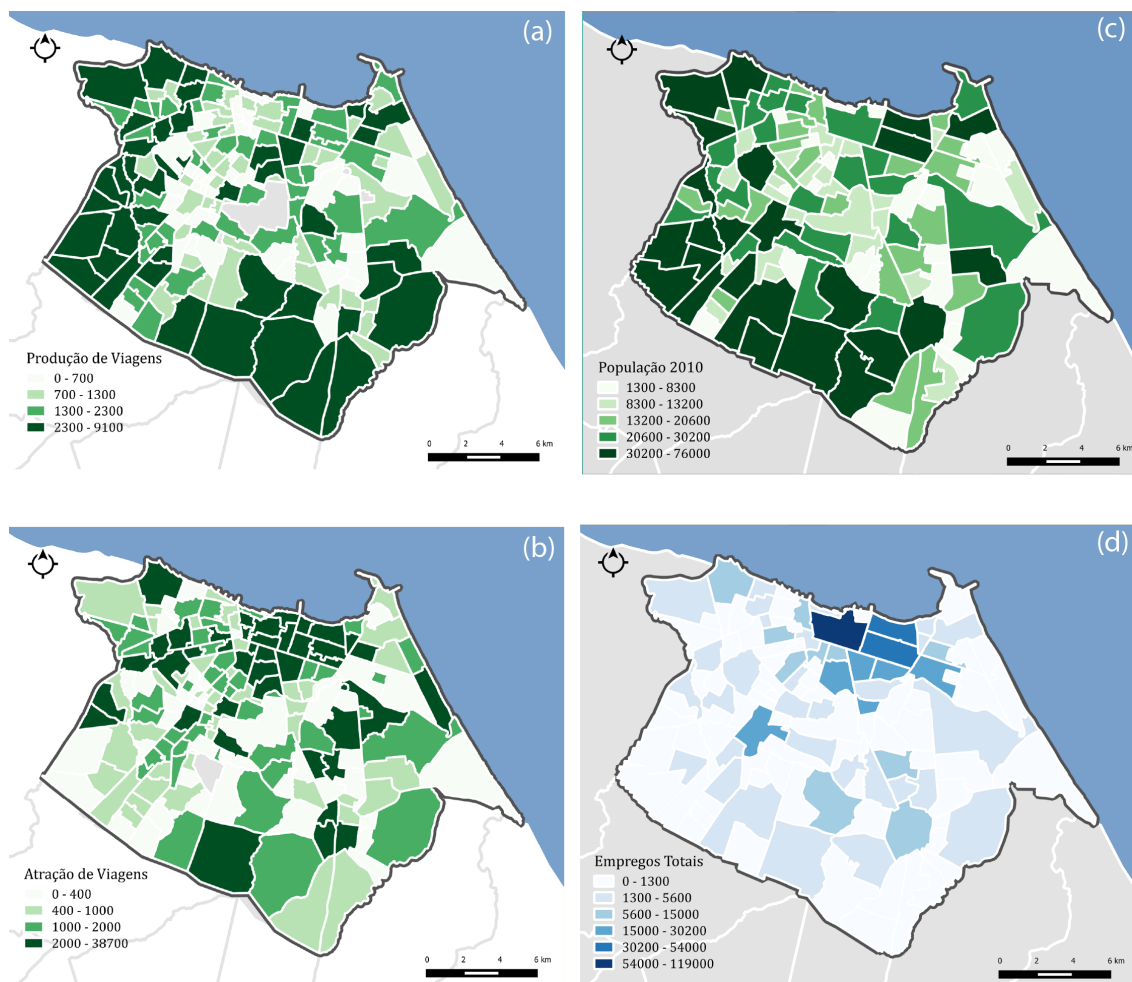 (a)
Produção de Viagens
0 - 700
700 - 1300
1300 - 2300
2300 - 9100
0 2 4 6 km
(c)
População 2010
1300 - 8300
8300 - 13200
13200 - 20600
20600 - 30200
30200 - 76000
0 2 4 6 km
(b)
Atração de Viagens
0 - 400
400 - 1000
1000 - 2000
2000 - 38700
0 2 4 6 km
(d)
Empregos Totais
0 - 1300
1300 - 5600
5600 - 15000
15000 - 30200
30200 - 54000
54000 - 119000
0 2 4 6 km